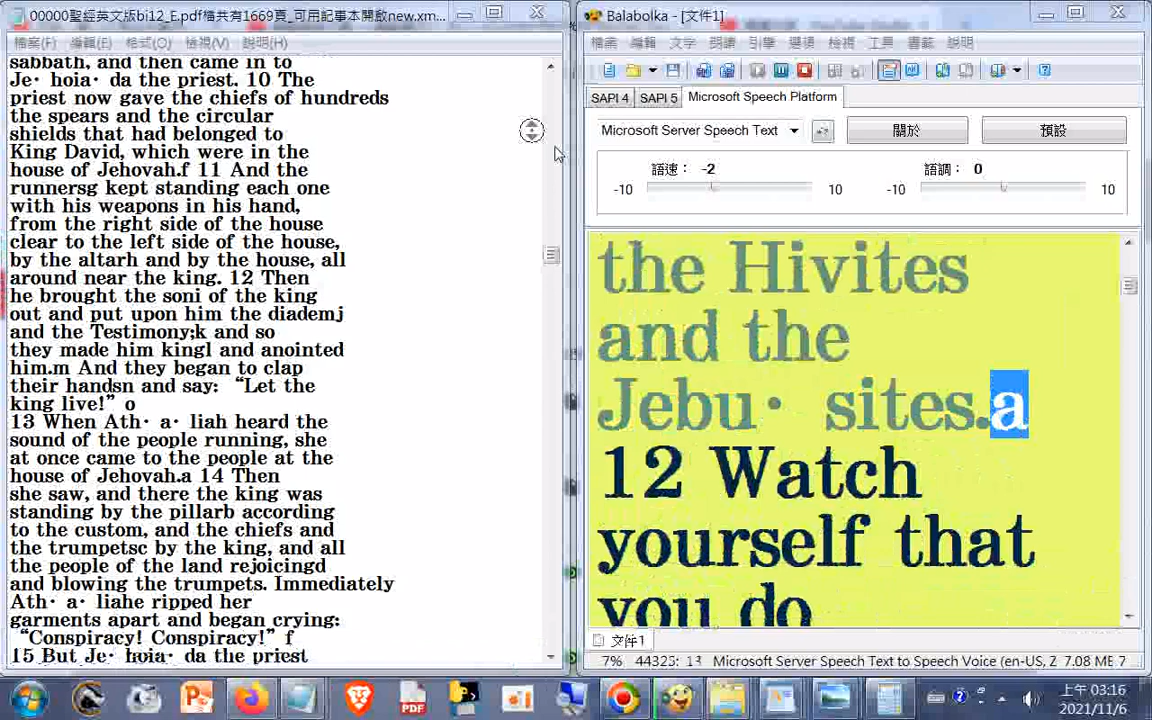 00000聖經英文版bi12_E.pdf檔共有1669頁_可用記事本開啟new.xm...
檔案(F) 編輯(E) 格式(O) 檢視(V) 說明(H)
sabbath, and then came in to
Je· hoia· da the priest. 10 The
priest now gave the chiefs of hundreds
the spears and the circular
shields that had belonged to
King David, which were in the
house of Jehovah.f 11 And the
runnersg kept standing each one
with his weapons in his hand,
from the right side of the house
clear to the left side of the house,
by the altarh and by the house, all
around near the king. 12 Then
he brought the soni of the king
out and put upon him the diademj
and the Testimony;k and so
they made him kingl and anointed
him.m And they began to clap
their handsn and say: “Let the
king live!” o
13 When Ath· a· liah heard the
sound of the people running, she
at once came to the people at the
house of Jehovah.a 14 Then
she saw, and there the king was
standing by the pillarb according
to the custom, and the chiefs and
the trumpetsc by the king, and all
the people of the land rejoicingd
and blowing the trumpets. Immediately
Ath· a· liahe ripped her
garments apart and began crying:
“Conspiracy! Conspiracy!” f
15 But Je· hoia· da the priest
Balabolka - [文件1]
檔案 編輯 文字 朗讀 引擎 選項 檢視 工具 書籤 說明
SAPI 4 SAPI 5 Microsoft Speech Platform
Microsoft Server Speech Text 關於 預設
語速： -2 語調： 0
-10 10 -10 10
the Hivites
and the
Jebu· sites.a
12 Watch
yourself that
you do
文件1
7% 44325: 13 Microsoft Server Speech Text to Speech Voice (en-US, Z 7.08 MB 7
PDF
上午 03:16
2021/11/6